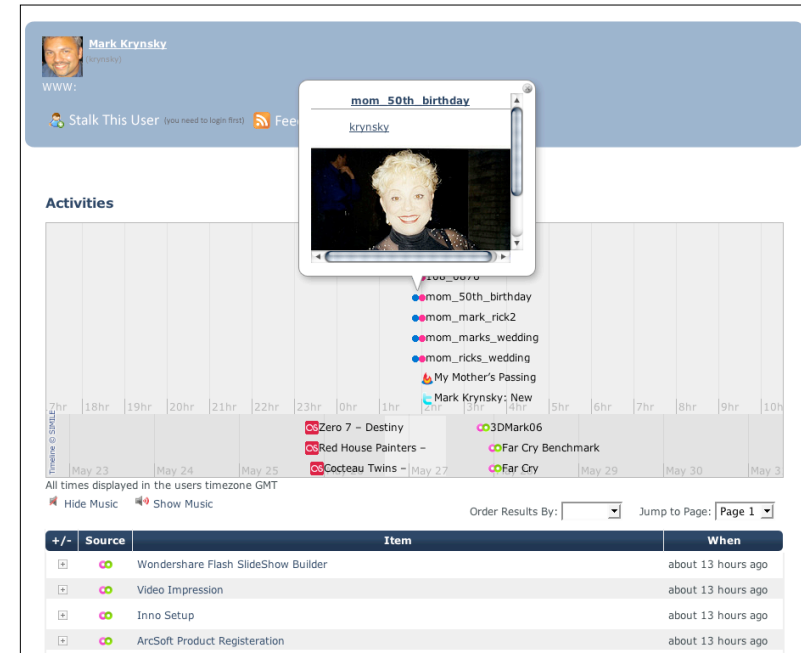 Mark Krynsky
(krynsky)
WWW:
Stalk This User (you need to login first)
mom_50th_birthday
krynsky
Activities
mom_50th_birthday
mom_mark_rick2
mom_marks_wedding
mom_ricks_wedding
My Mother's Passing
Mark Krynsky: New
7hr 18hr 19hr 20hr 21hr 22hr 23hr 0hr 1hr 2hr 3hr 4hr 5hr 6hr 7hr 8hr 9hr 10h
Timeline © SIMILE
Zero 7 – Destiny 3DMark06
Red House Painters – Far Cry Benchmark
Cocteau Twins – Far Cry
May 23 May 24 May 25 May 27 May 29 May 30 May 3
All times displayed in the users timezone GMT
Hide Music Show Music
Order Results By: Jump to Page: Page 1
+/- Source Item When
Wondershare Flash SlideShow Builder about 13 hours ago
Video Impression about 13 hours ago
Inno Setup about 13 hours ago
ArcSoft Product Registeration about 13 hours ago